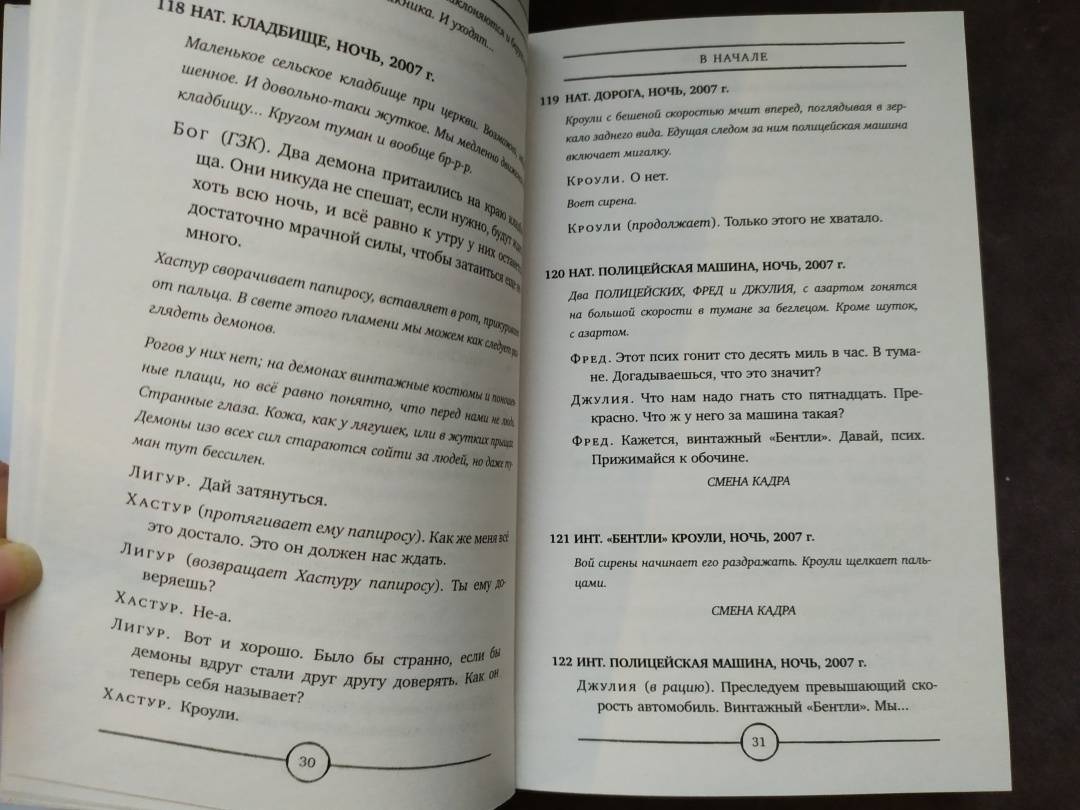 клоняются и
жника. И уходят...
118 НАТ. КЛАДБИЩЕ, НОЧЬ, 2007 г.
Маленькое сельское кладбище при церкви. Возможно,
шенное. И довольно-таки жуткое. Мы медленно движемся
кладбищу... Кругом туман и вообще бр-р-р.
Бог (ГЗК). Два демона притаились на краю
ща. Они никуда не спешат, если нужно, будут
хоть всю ночь, и всё равно к утру у них останется
достаточно мрачной силы, чтобы затаиться еще
много.
Хастур сворачивает папиросу, вставляет в рот, прикуривает
от пальца. В свете этого пламени мы можем как следует
глядеть демонов.
Рогов у них нет; на демонах винтажные костюмы и
ные плащи, но всё равно понятно, что перед нами не люди.
Странные глаза. Кожа, как у лягушек, или в жутких прыщах.
Демоны изо всех сил стараются сойти за людей, но даже ту-
ман тут бессилен.
Лигур. Дай затянуться.
Хастур (протягивает ему папиросу). Как же меня всё
это достало. Это он должен нас ждать.
Лигур (возвращает Хастуру папиросу). Ты ему до-
веряешь?
Хастур. Не-а.
Лигур. Вот и хорошо. Было бы странно, если бы
демоны вдруг стали друг другу доверять. Как он
теперь себя называет?
Хастур. Кроули.
30
В НАЧАЛЕ
119 НАТ. ДОРОГА, НОЧЬ, 2007 г.
Кроули с бешеной скоростью мчит вперед, поглядывая в зер-
кало заднего вида. Едущая следом за ним полицейская машина
включает мигалку.
Кроули. О нет.
Воет сирена.
Кроули (продолжает). Только этого не хватало.
120 НАТ. ПОЛИЦЕЙСКАЯ МАШИНА, НОЧЬ, 2007 г.
Два ПОЛИЦЕЙСКИХ, ФРЕД и ДЖУЛИЯ, с азартом гонятся
на большой скорости в тумане за беглецом. Кроме шуток,
с азартом.
Фред. Этот псих гонит сто десять миль в час. В тума-
не. Догадываешься, что это значит?
Джулия. Что нам надо гнать сто пятнадцать. Пре-
красно. Что ж у него за машина такая?
Фред. Кажется, винтажный «Бентли». Давай, псих.
Прижимайся к обочине.
СМЕНА КАДРА
121 ИНТ. «БЕНТЛИ» КРОУЛИ, НОЧЬ, 2007 г.
Вой сирены начинает его раздражать. Кроули щелкает паль-
цами.
СМЕНА КАДРА
122 ИНТ. ПОЛИЦЕЙСКАЯ МАШИНА, НОЧЬ, 2007 г.
Джулия (в рацию). Преследуем превышающий ско-
рость автомобиль. Винтажный «Бентли». Мы...
31